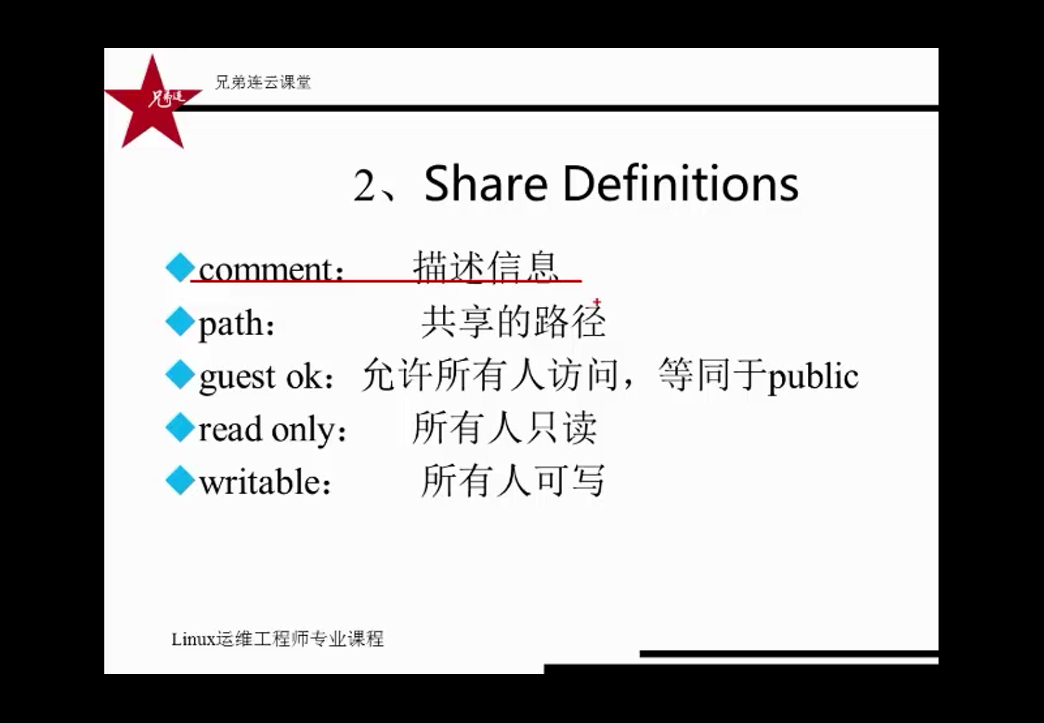 兄弟连云课堂
兄弟连
2、Share Definitions
comment： 描述信息
path： 共享的路径
guest ok： 允许所有人访问，等同于public
read only： 所有人只读
writable： 所有人可写
Linux运维工程师专业课程